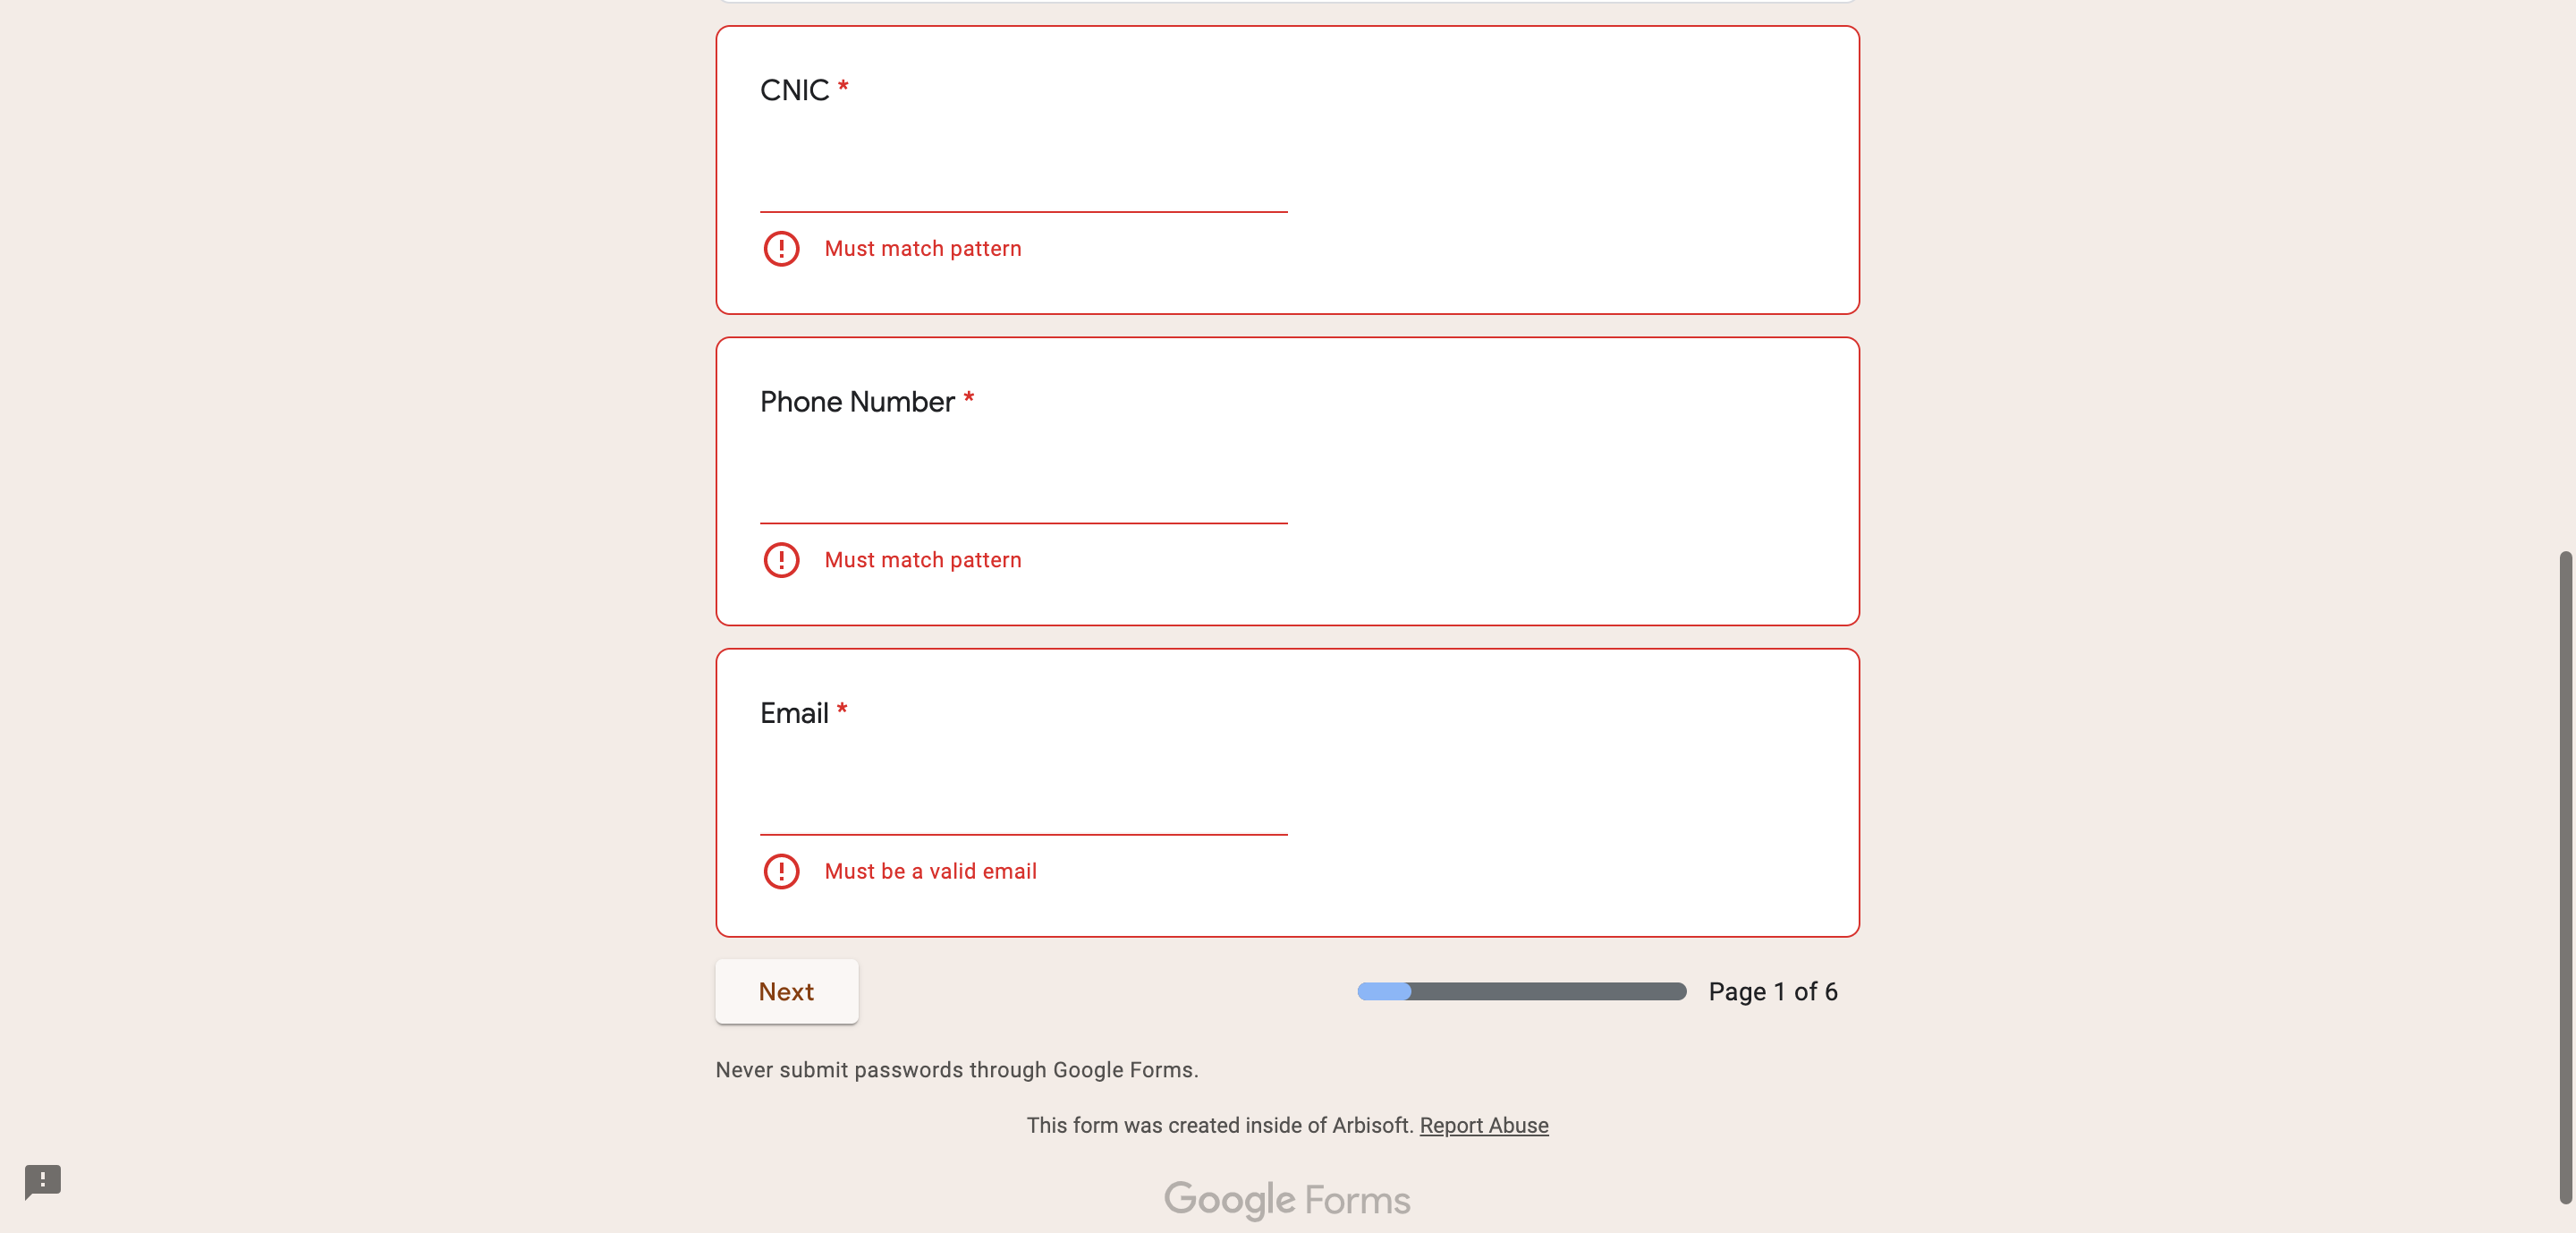 CNIC *
Must match pattern
Phone Number *
Must match pattern
Email *
Must be a valid email
Next
Page 1 of 6
Never submit passwords through Google Forms.
This form was created inside of Arbisoft. Report Abuse
Google Forms